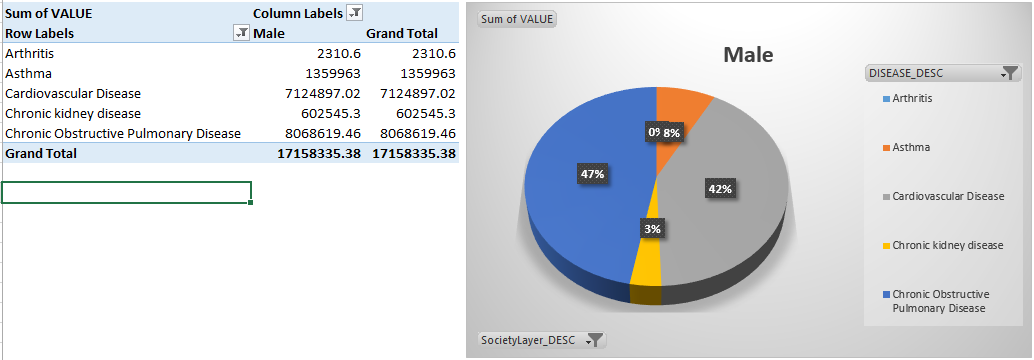 Sum of VALUE Column Labels
Row Labels Male Grand Total
Arthritis 2310.6 2310.6
Asthma 1359963 1359963
Cardiovascular Disease 7124897.02 7124897.02
Chronic kidney disease 602545.3 602545.3
Chronic Obstructive Pulmonary Disease 8068619.46 8068619.46
Grand Total 17158335.38 17158335.38
Sum of VALUE
Male
DISEASE_DESC
Arthritis
Asthma
Cardiovascular Disease
Chronic kidney disease
Chronic Obstructive
Pulmonary Disease
0% 8%
47%
42%
3%
SocietyLayer_DESC